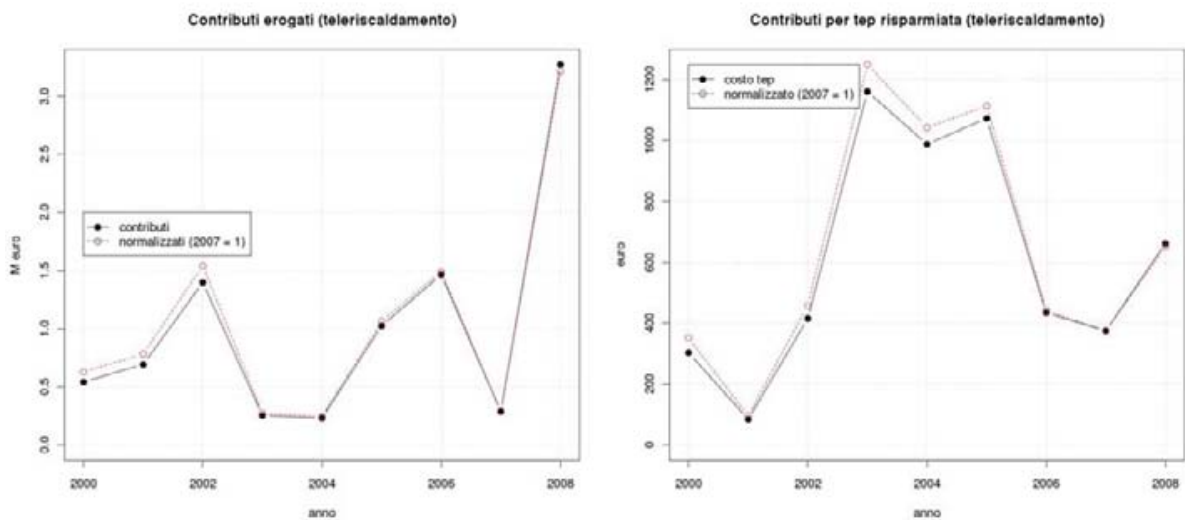 Contributi erogati (teleriscaldamento)
M euro
3.0
2.5
2.0
1.5
1.0
0.5
0.0
contributi
normalizzati (2007 = 1)
2000
2002
2004
2006
2008
anno
Contributi per tep risparmiata (teleriscaldamento)
euro
1200
1000
800
600
400
200
0
costo tep
normalizzato (2007 = 1)
2000
2002
2004
2006
2008
anno